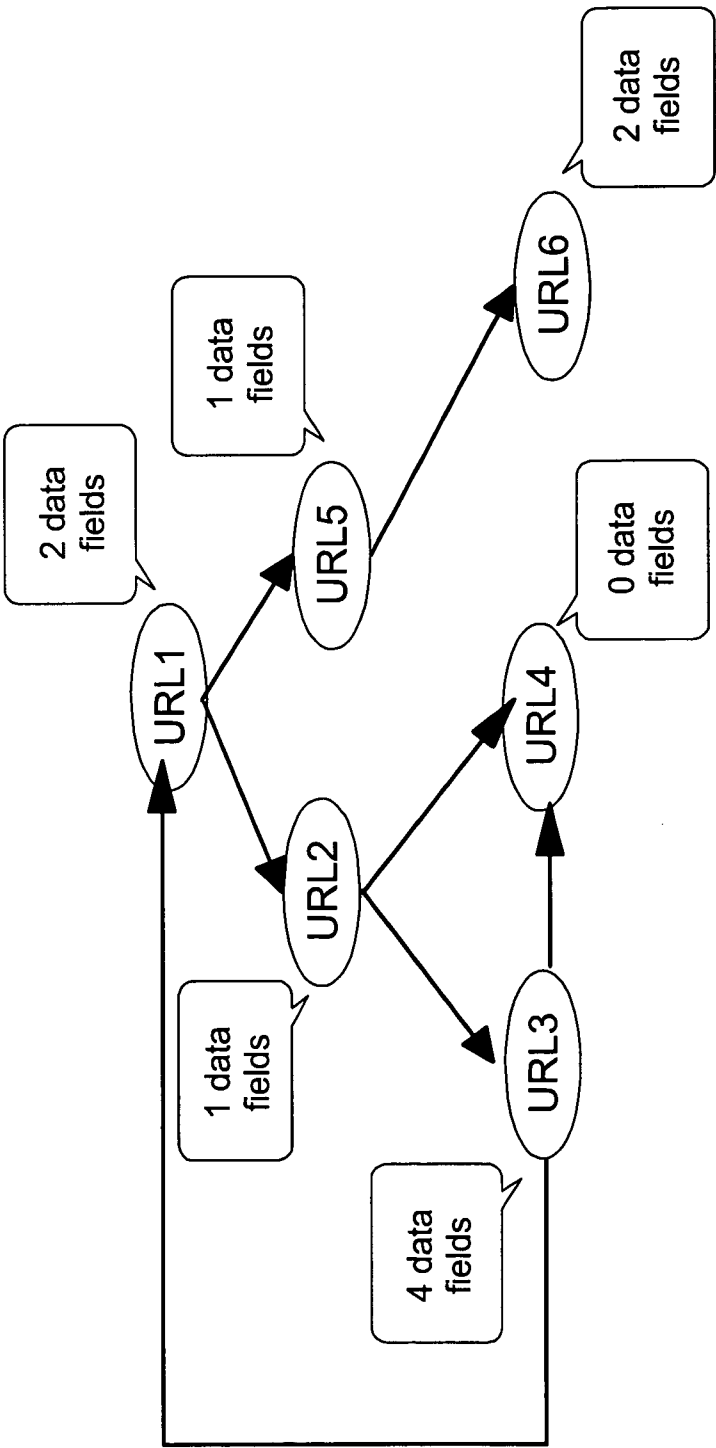 2 data
fields
URL1
1 data
fields
URL5
1 data
fields
URL2
2 data
fields
URL6
0 data
fields
URL4
4 data
fields
URL3